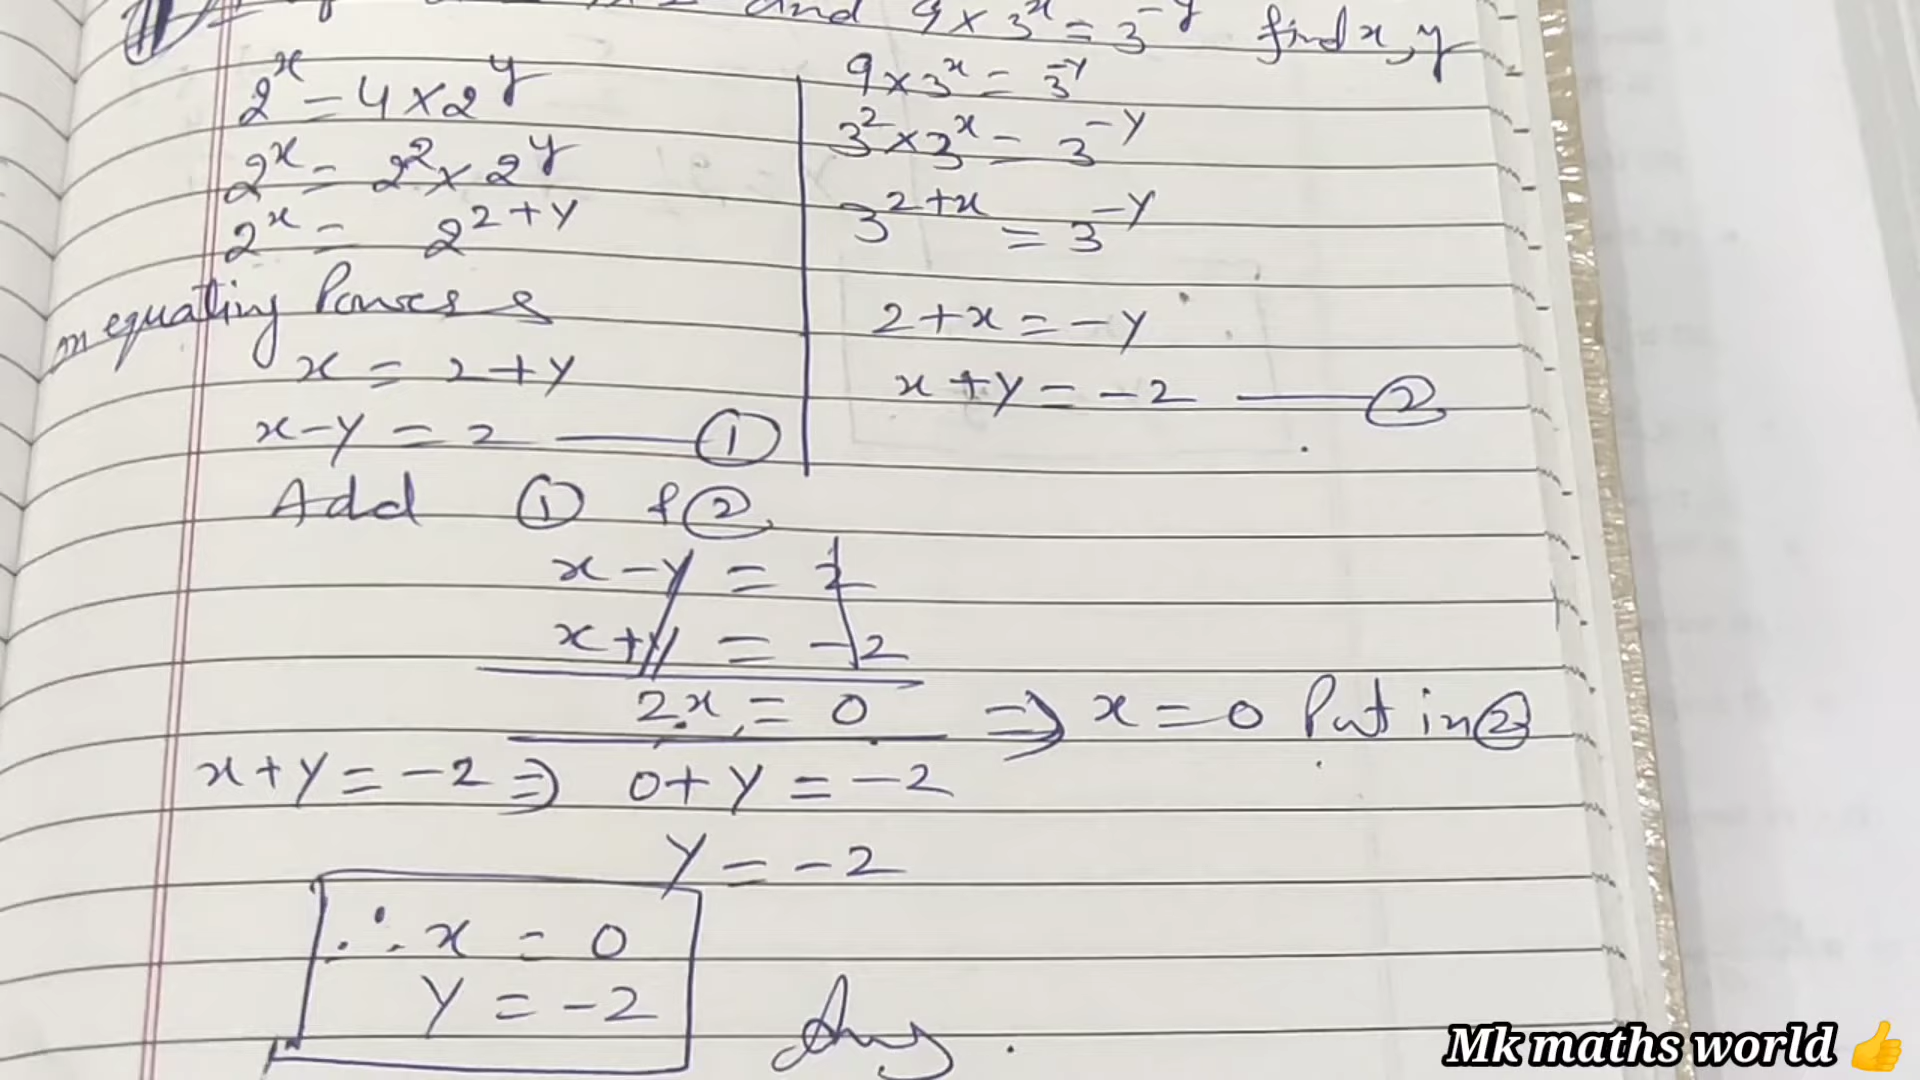 and 9×3^x = 3^-y find x, y
2^x = 4×2^y
2^x = 2^2×2^y
2^x = 2^2+y
on equating Powers
x = 2+y
x-y = 2 —— ①
9×3^x = 3^-y
3^2×3^x = 3^-y
3^2+x = 3^-y
2+x = -y
x+y = -2 —— ②
Add ① & ②
x-y = 2
x+y = -2
2x = 0 ⇒ x = 0 Put in ②
x+y = -2 ⇒ 0+y = -2
y = -2
∴ x = 0
y = -2
Ans.
Mk maths world 👍